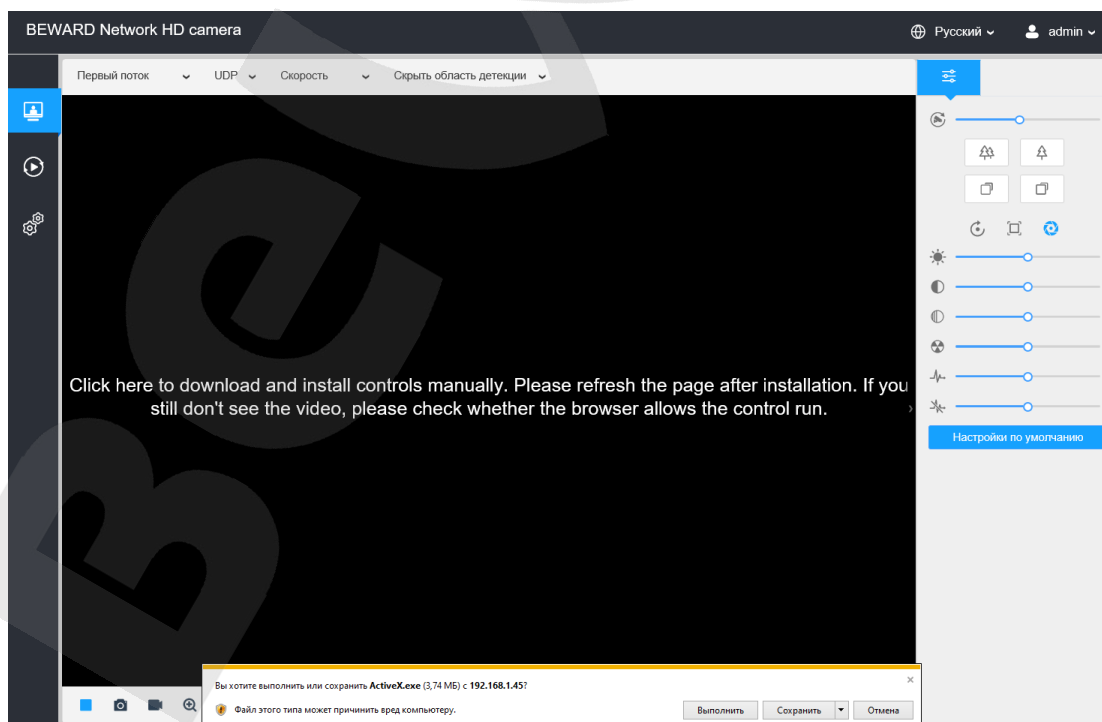 BEWARD Network HD camera
Русский
admin
Первый поток
UDP
Скорость
Скрыть область детекции
Click here to download and install controls manually. Please refresh the page after installation. If you
still don't see the video, please check whether the browser allows the control run.
Настройки по умолчанию
Вы хотите выполнить или сохранить ActiveX.exe (3,74 МБ) с 192.168.1.45?
Файл этого типа может причинить вред компьютеру.
Выполнить
Сохранить
Отмена